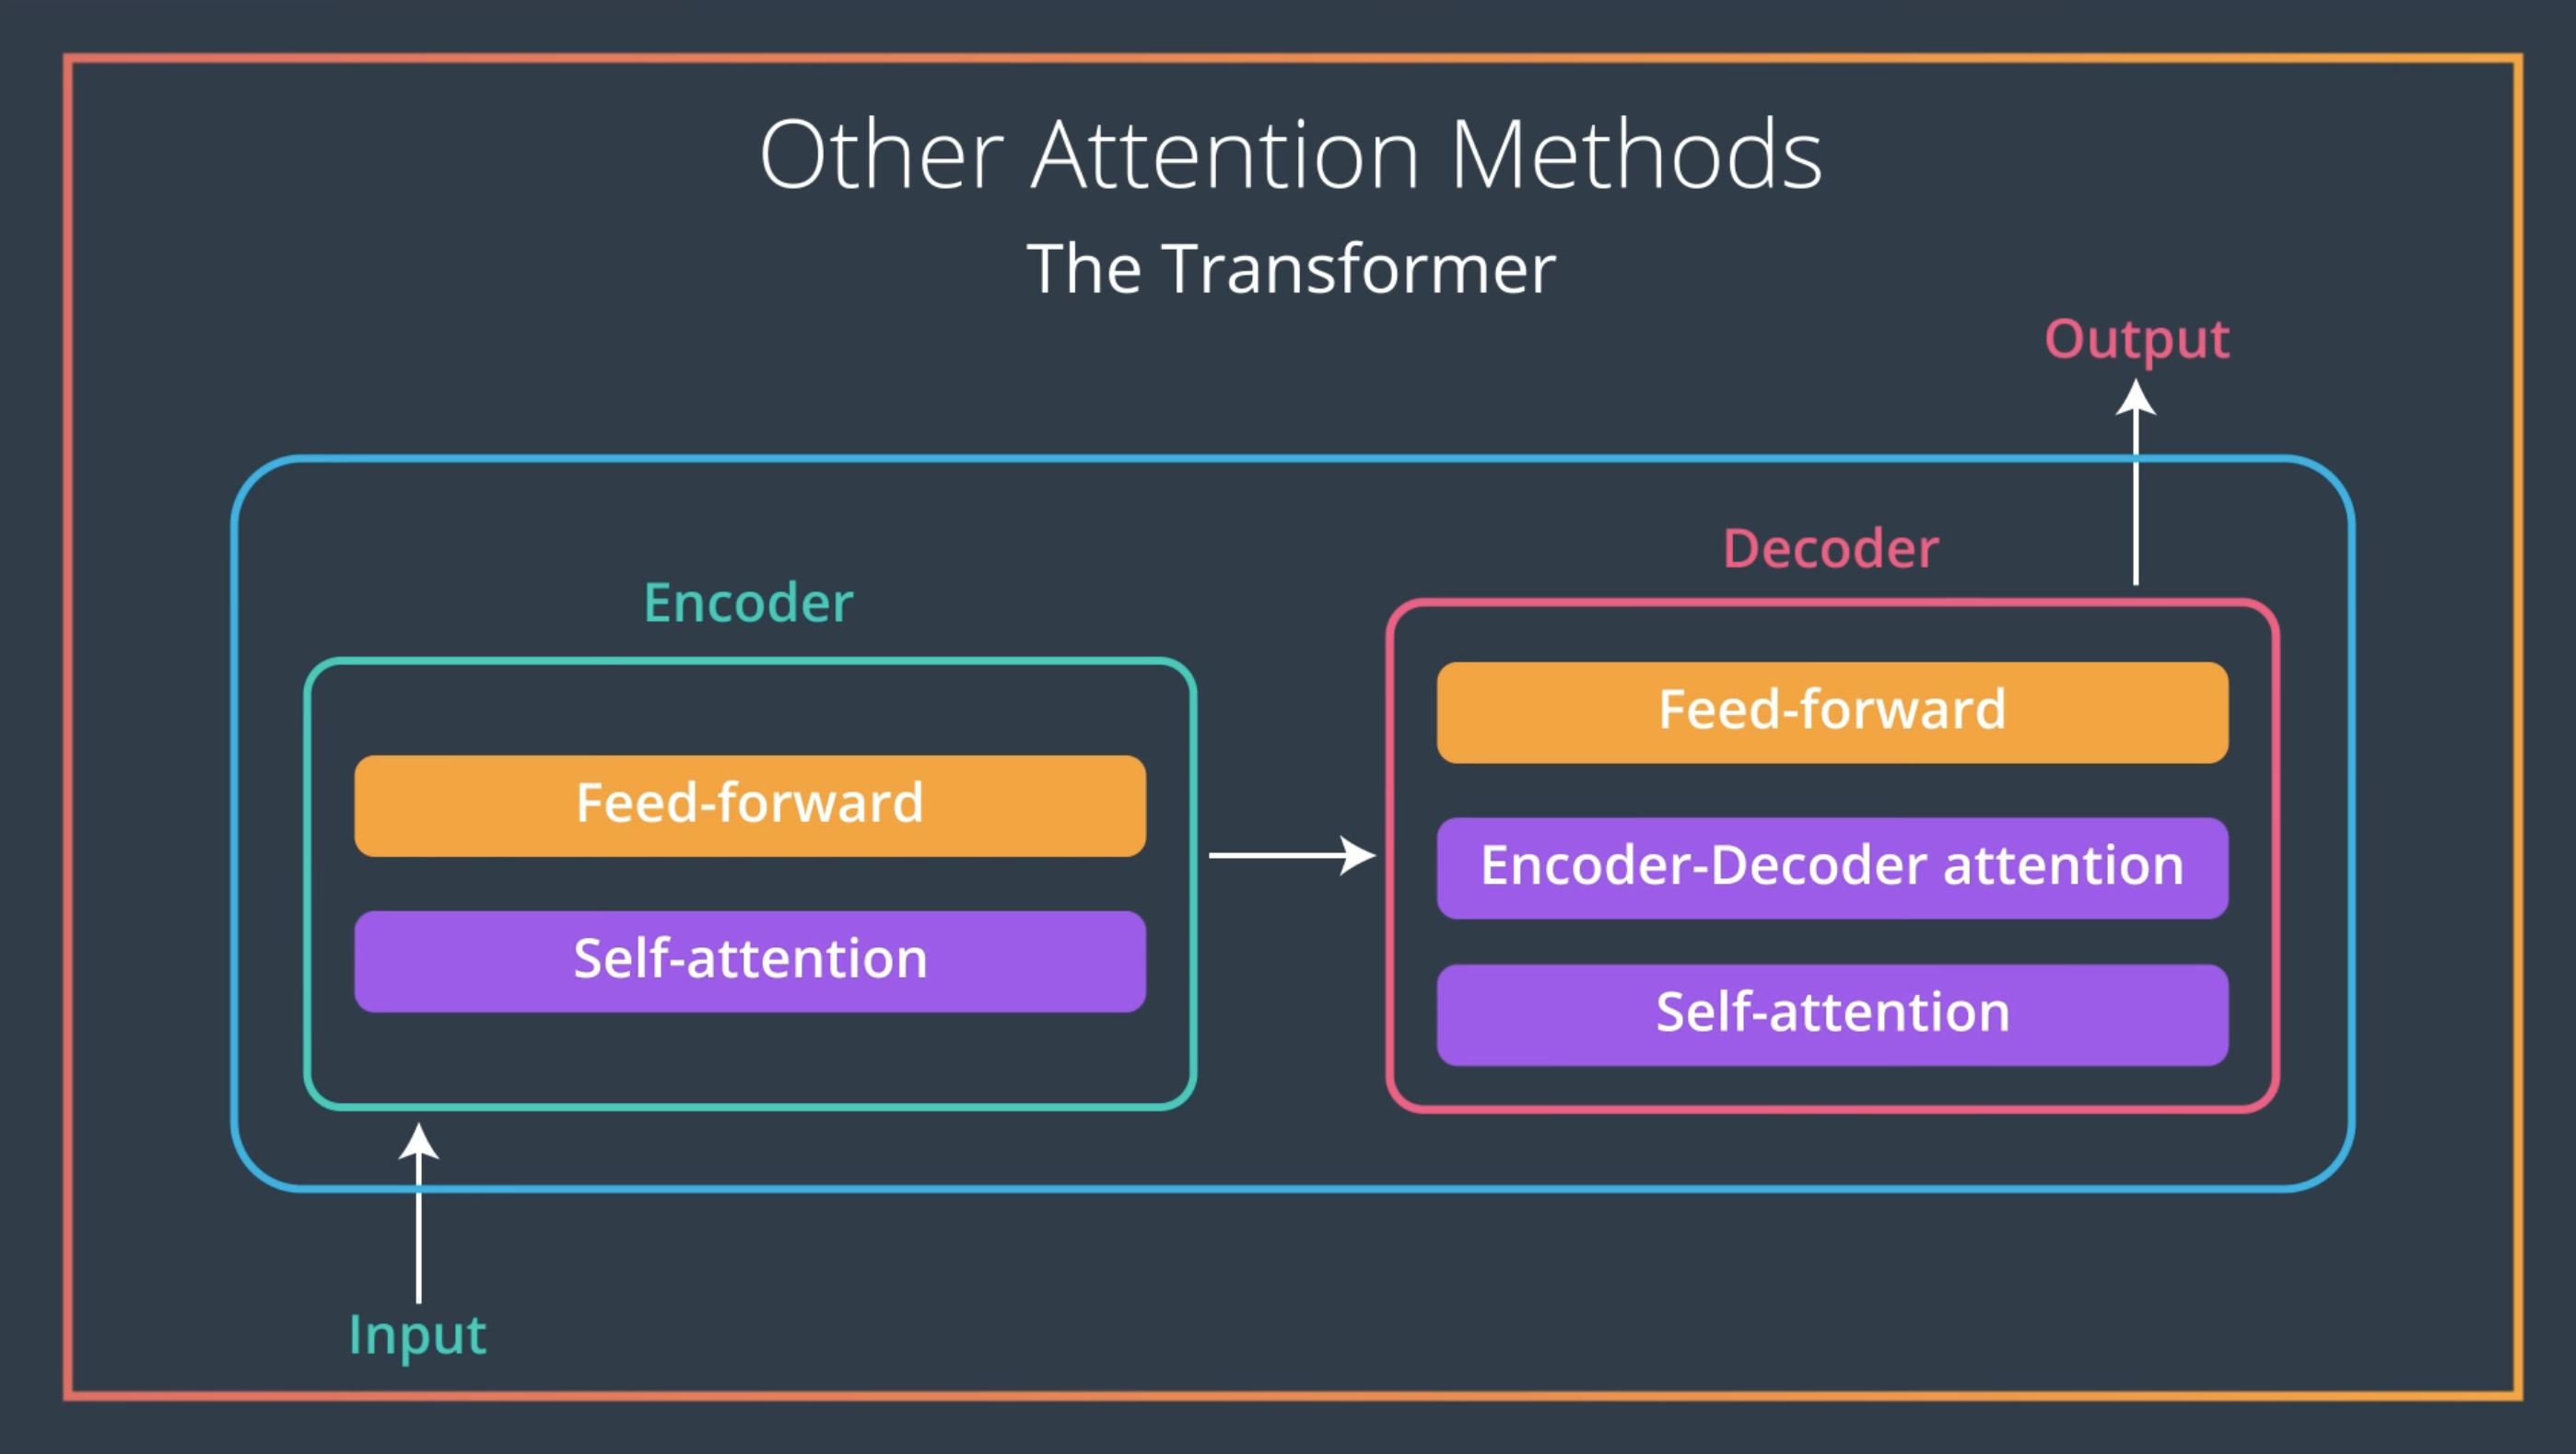 Other Attention Methods
The Transformer
Output
Encoder
Feed-forward
Self-attention
Decoder
Feed-forward
Encoder-Decoder attention
Self-attention
Input